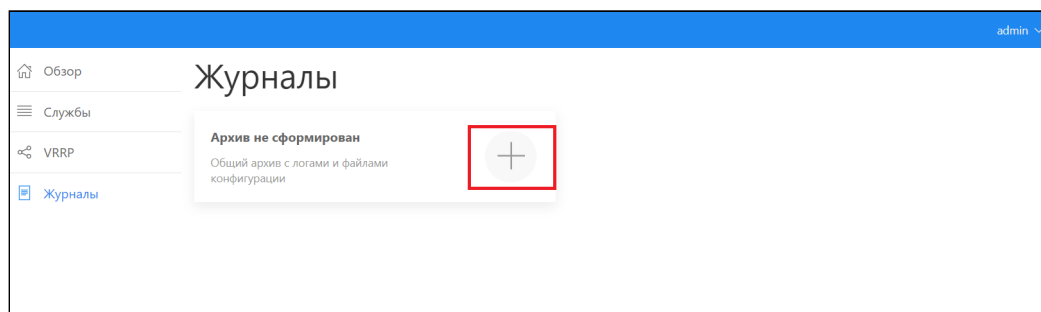 admin
Обзор
Журналы
Службы
Архив не сформирован
VRRP
Общий архив с логами и файлами
конфигурации
Журналы